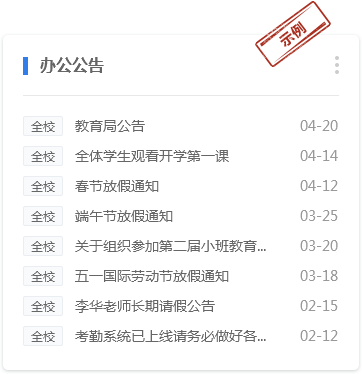 示例
办公公告
全校 教育局公告 04-20
全校 全体学生观看开学第一课 04-14
全校 春节放假通知 04-12
全校 端午节放假通知 03-25
全校 关于组织参加第二届小班教育... 03-20
全校 五一国际劳动节放假通知 03-18
全校 李华老师长期请假公告 02-15
全校 考勤系统已上线请务必做好各... 02-12